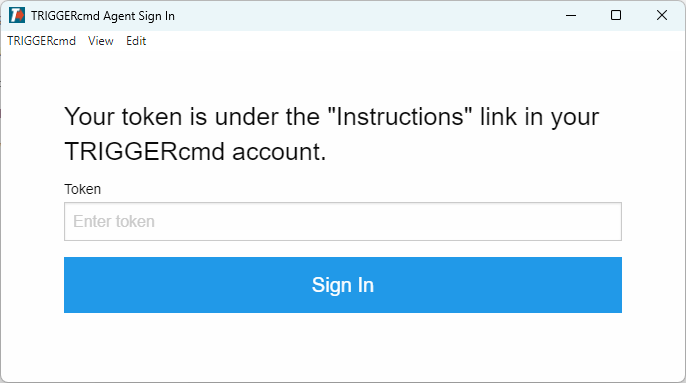 TRIGGERcmd Agent Sign In
TRIGGERcmd View Edit
Your token is under the "Instructions" link in your
TRIGGERcmd account.
Token
Enter token
Sign In